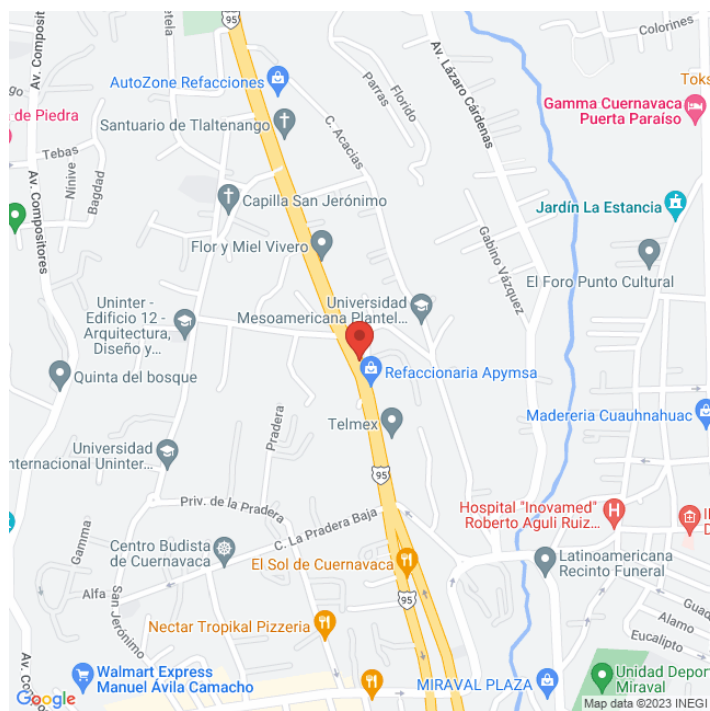 95
etela
Colorines
Av. Compositores
AutoZone Refacciones
Av. Lázaro Cárdenas
Florido
Parras
Toks
Gamma Cuernavaca
Puerta Paraíso
a de Piedra
Santuario de Tlaltenango
C. Acacias
Tebas
Nínive
Bagdad
Capilla San Jerónimo
Jardín La Estancia
Av. Compositores
Flor y Miel Vivero
Gabino Vázquez
El Foro Punto Cultural
Uninter -
Edificio 12 -
Arquitectura,
Diseño y...
Universidad
Mesoamericana Plantel...
Quinta del bosque
Refaccionaria Apymsa
Pradera
Telmex
Madereria Cuauhnahuac
Universidad
nternacional Uninter...
95
Priv. de la Pradera
Hospital "Inovamed"
Roberto Aguli Ruiz...
C. La Pradera Baja
Gamma
Centro Budista
de Cuernavaca
El Sol de Cuernavaca
Latinoamericana
Recinto Funeral
Alfa
San Jerónimo
95
Nectar Tropikal Pizzeria
Alamo
Eucalipto
Walmart Express
Manuel Ávila Camacho
MIRAVAL PLAZA
Unidad Depor
Miraval
Google
Map data ©2023 INEGI